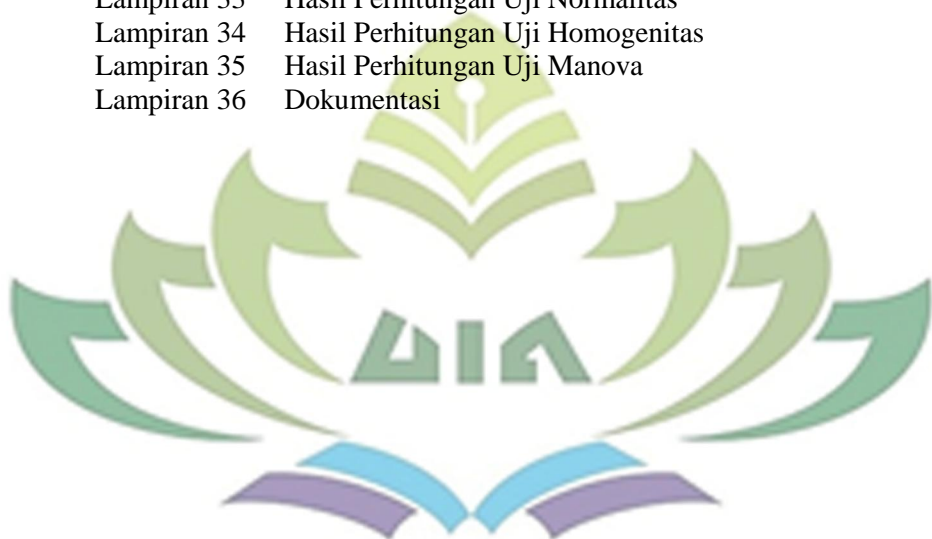 Lampiran 33 Hasil Perhitungan Uji Normalitas
Lampiran 34 Hasil Perhitungan Uji Homogenitas
Lampiran 35 Hasil Perhitungan Uji Manova
Lampiran 36 Dokumentasi
UIN